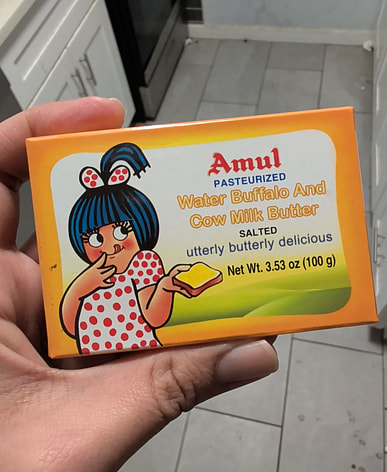 Amul
PASTEURIZED
Water Buffalo And
Cow Milk Butter
SALTED
utterly butterly delicious
Net Wt. 3.53 oz (100 g)